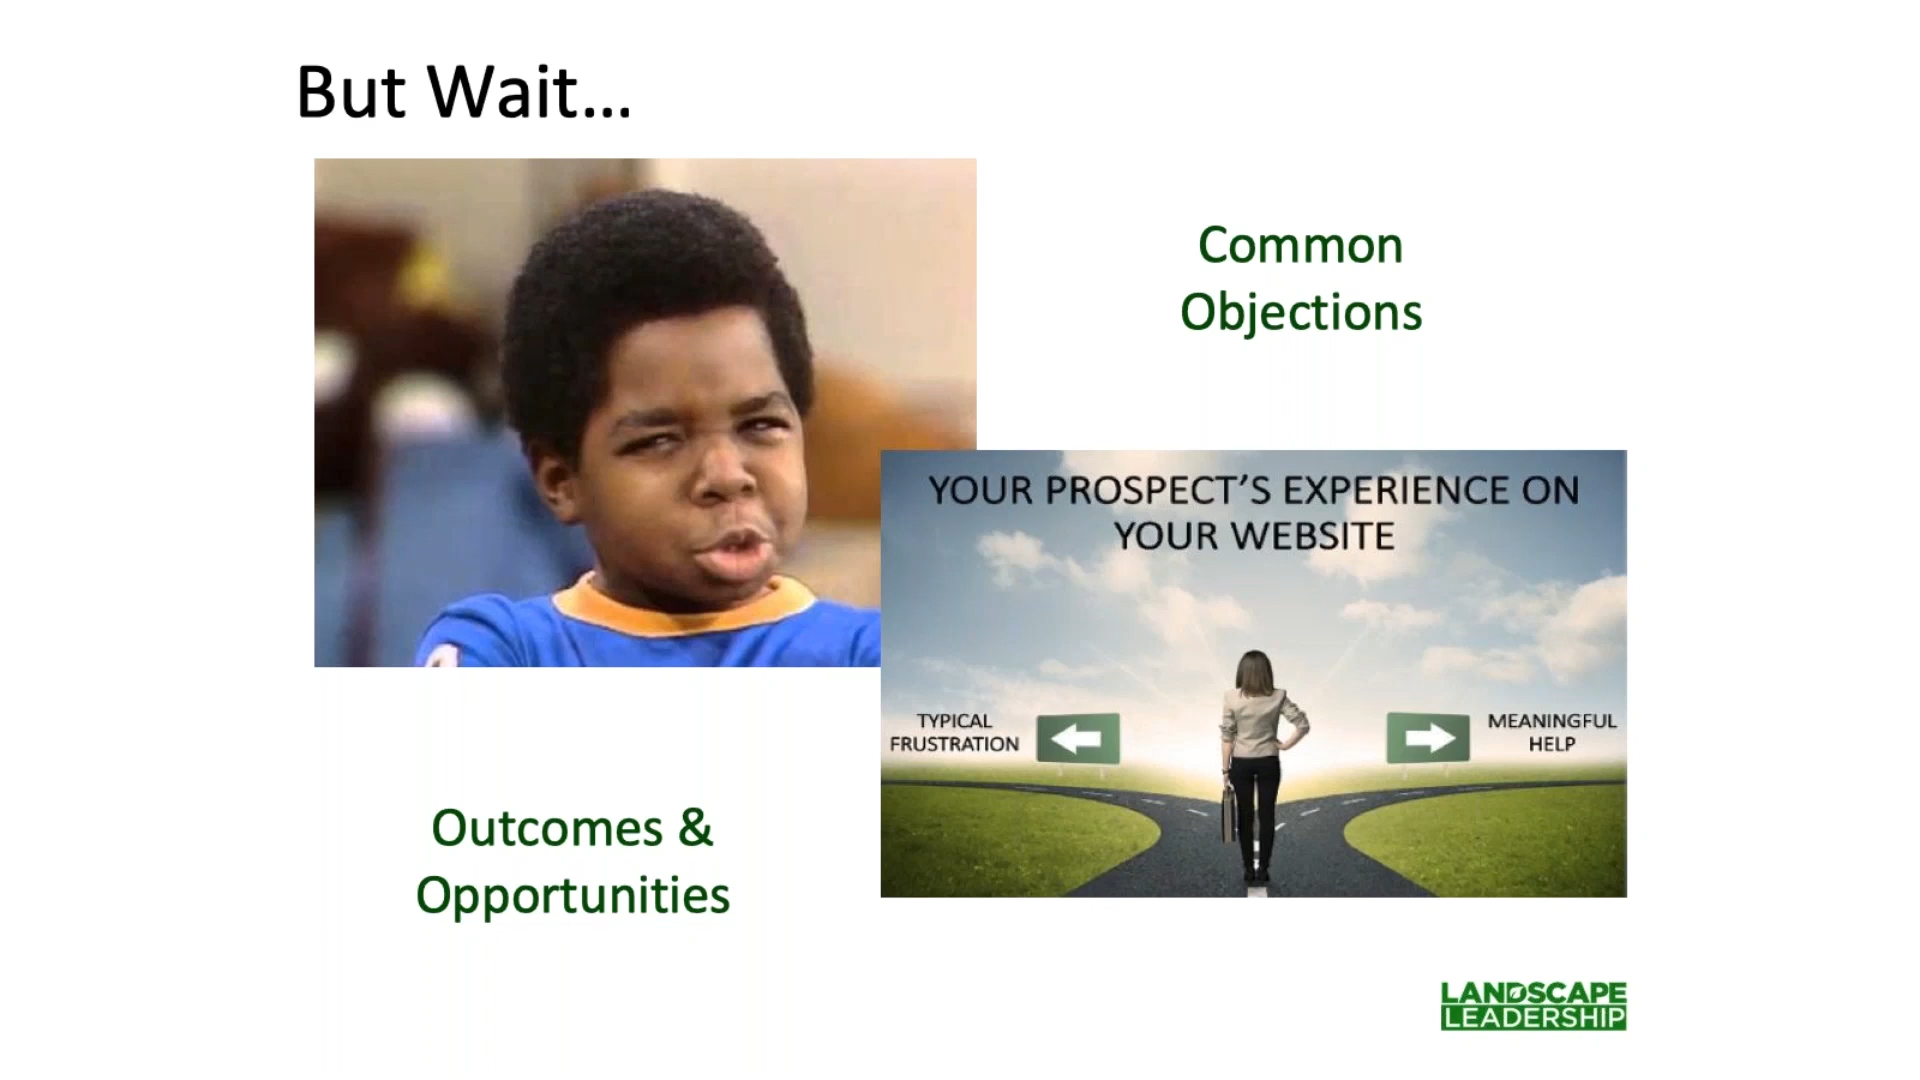 But Wait...
Common
Objections
YOUR PROSPECT’S EXPERIENCE ON
YOUR WEBSITE
TYPICAL
FRUSTRATION
MEANINGFUL
HELP
Outcomes &
Opportunities
LANDSCAPE
LEADERSHIP